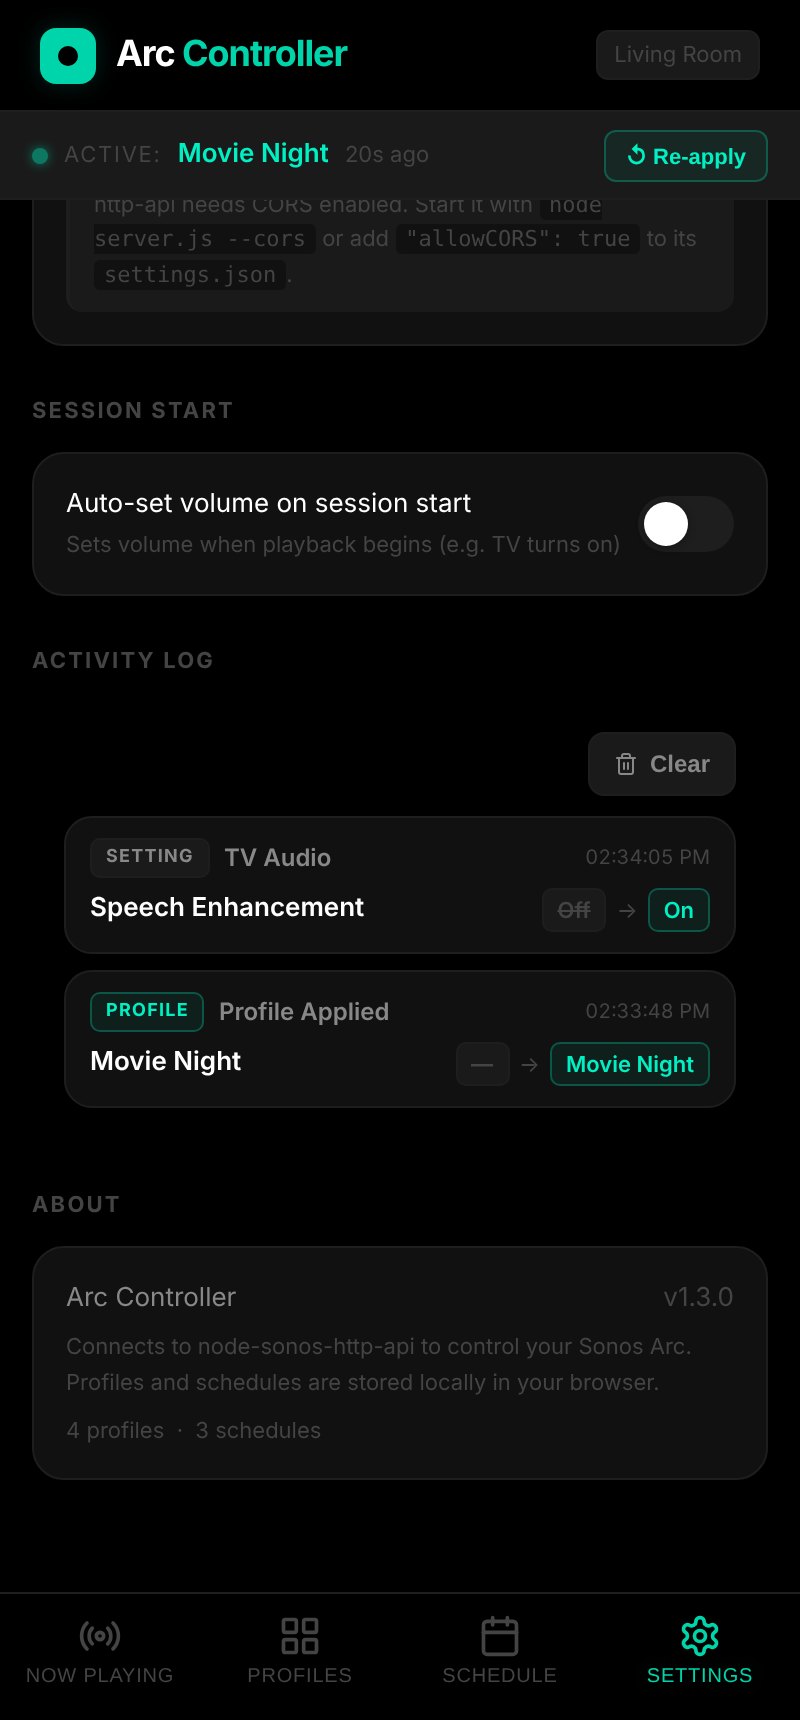 Arc Controller
Living Room
ACTIVE: Movie Night 20s ago
Re-apply
http-api needs CORS enabled. Start it with node
server.js --cors or add "allowCORS": true to its
settings.json.
SESSION START
Auto-set volume on session start
Sets volume when playback begins (e.g. TV turns on)
ACTIVITY LOG
Clear
SETTING TV Audio 02:34:05 PM
Speech Enhancement Off → On
PROFILE Profile Applied 02:33:48 PM
Movie Night — → Movie Night
ABOUT
Arc Controller v1.3.0
Connects to node-sonos-http-api to control your Sonos Arc.
Profiles and schedules are stored locally in your browser.
4 profiles · 3 schedules
NOW PLAYING PROFILES SCHEDULE SETTINGS